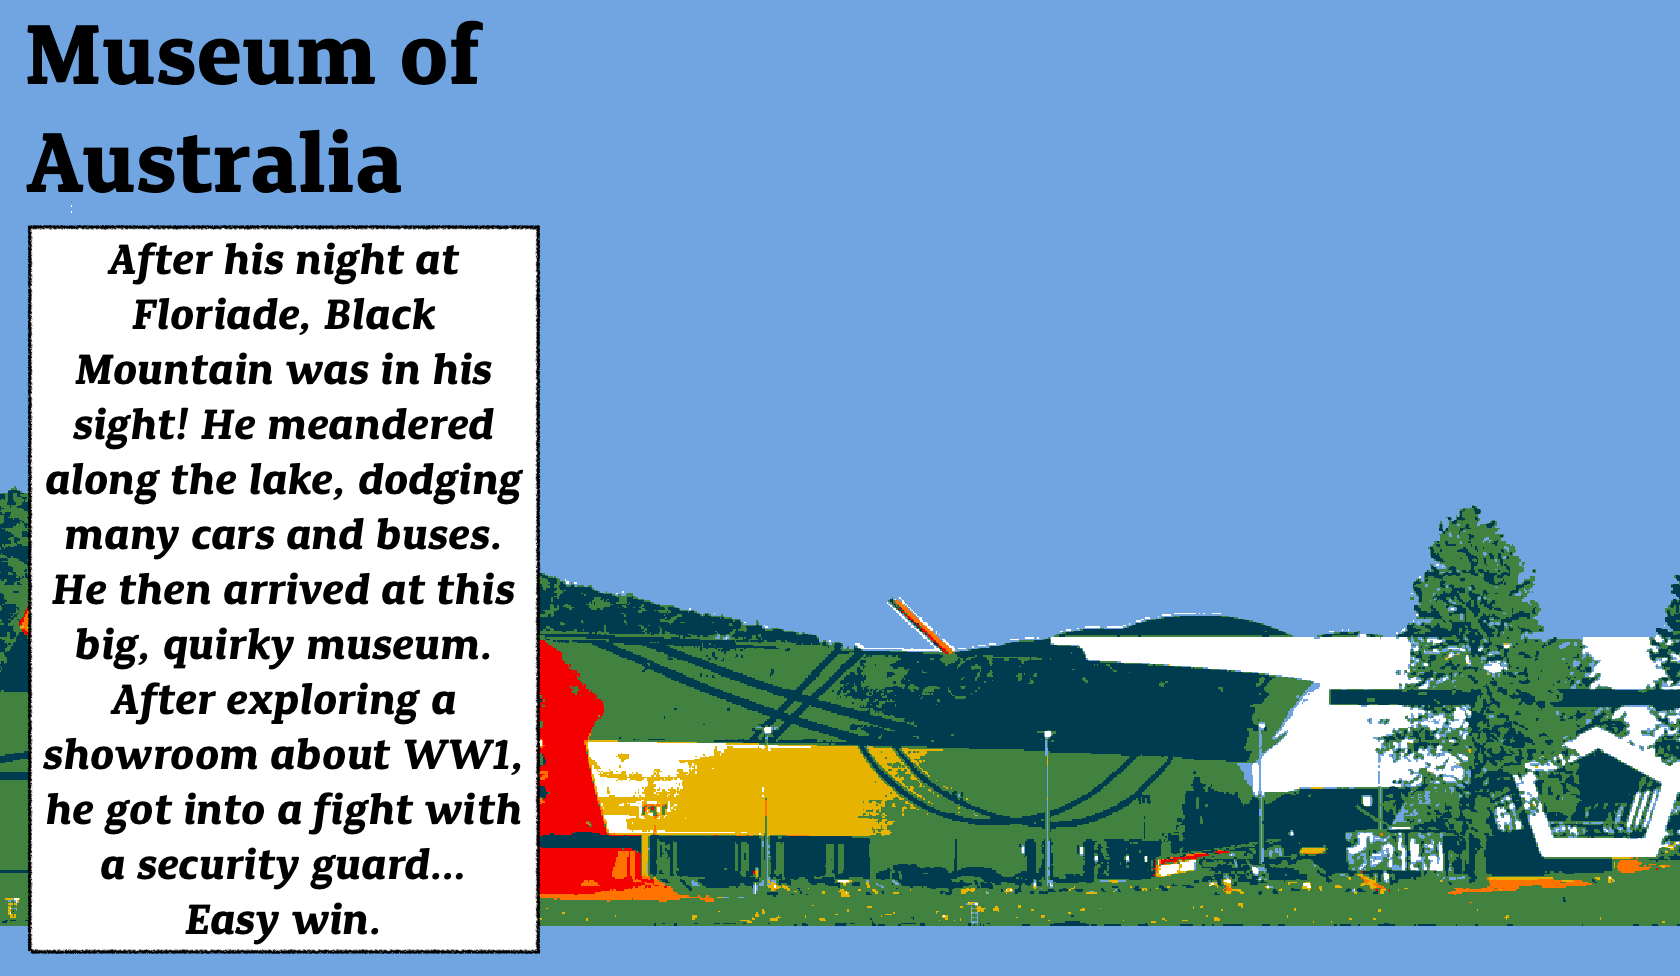 Museum of
Australia
After his night at
Floriade, Black
Mountain was in his
sight! He meandered
along the lake, dodging
many cars and buses.
He then arrived at this
big, quirky museum.
After exploring a
showroom about WW1,
he got into a fight with
a security guard...
Easy win.